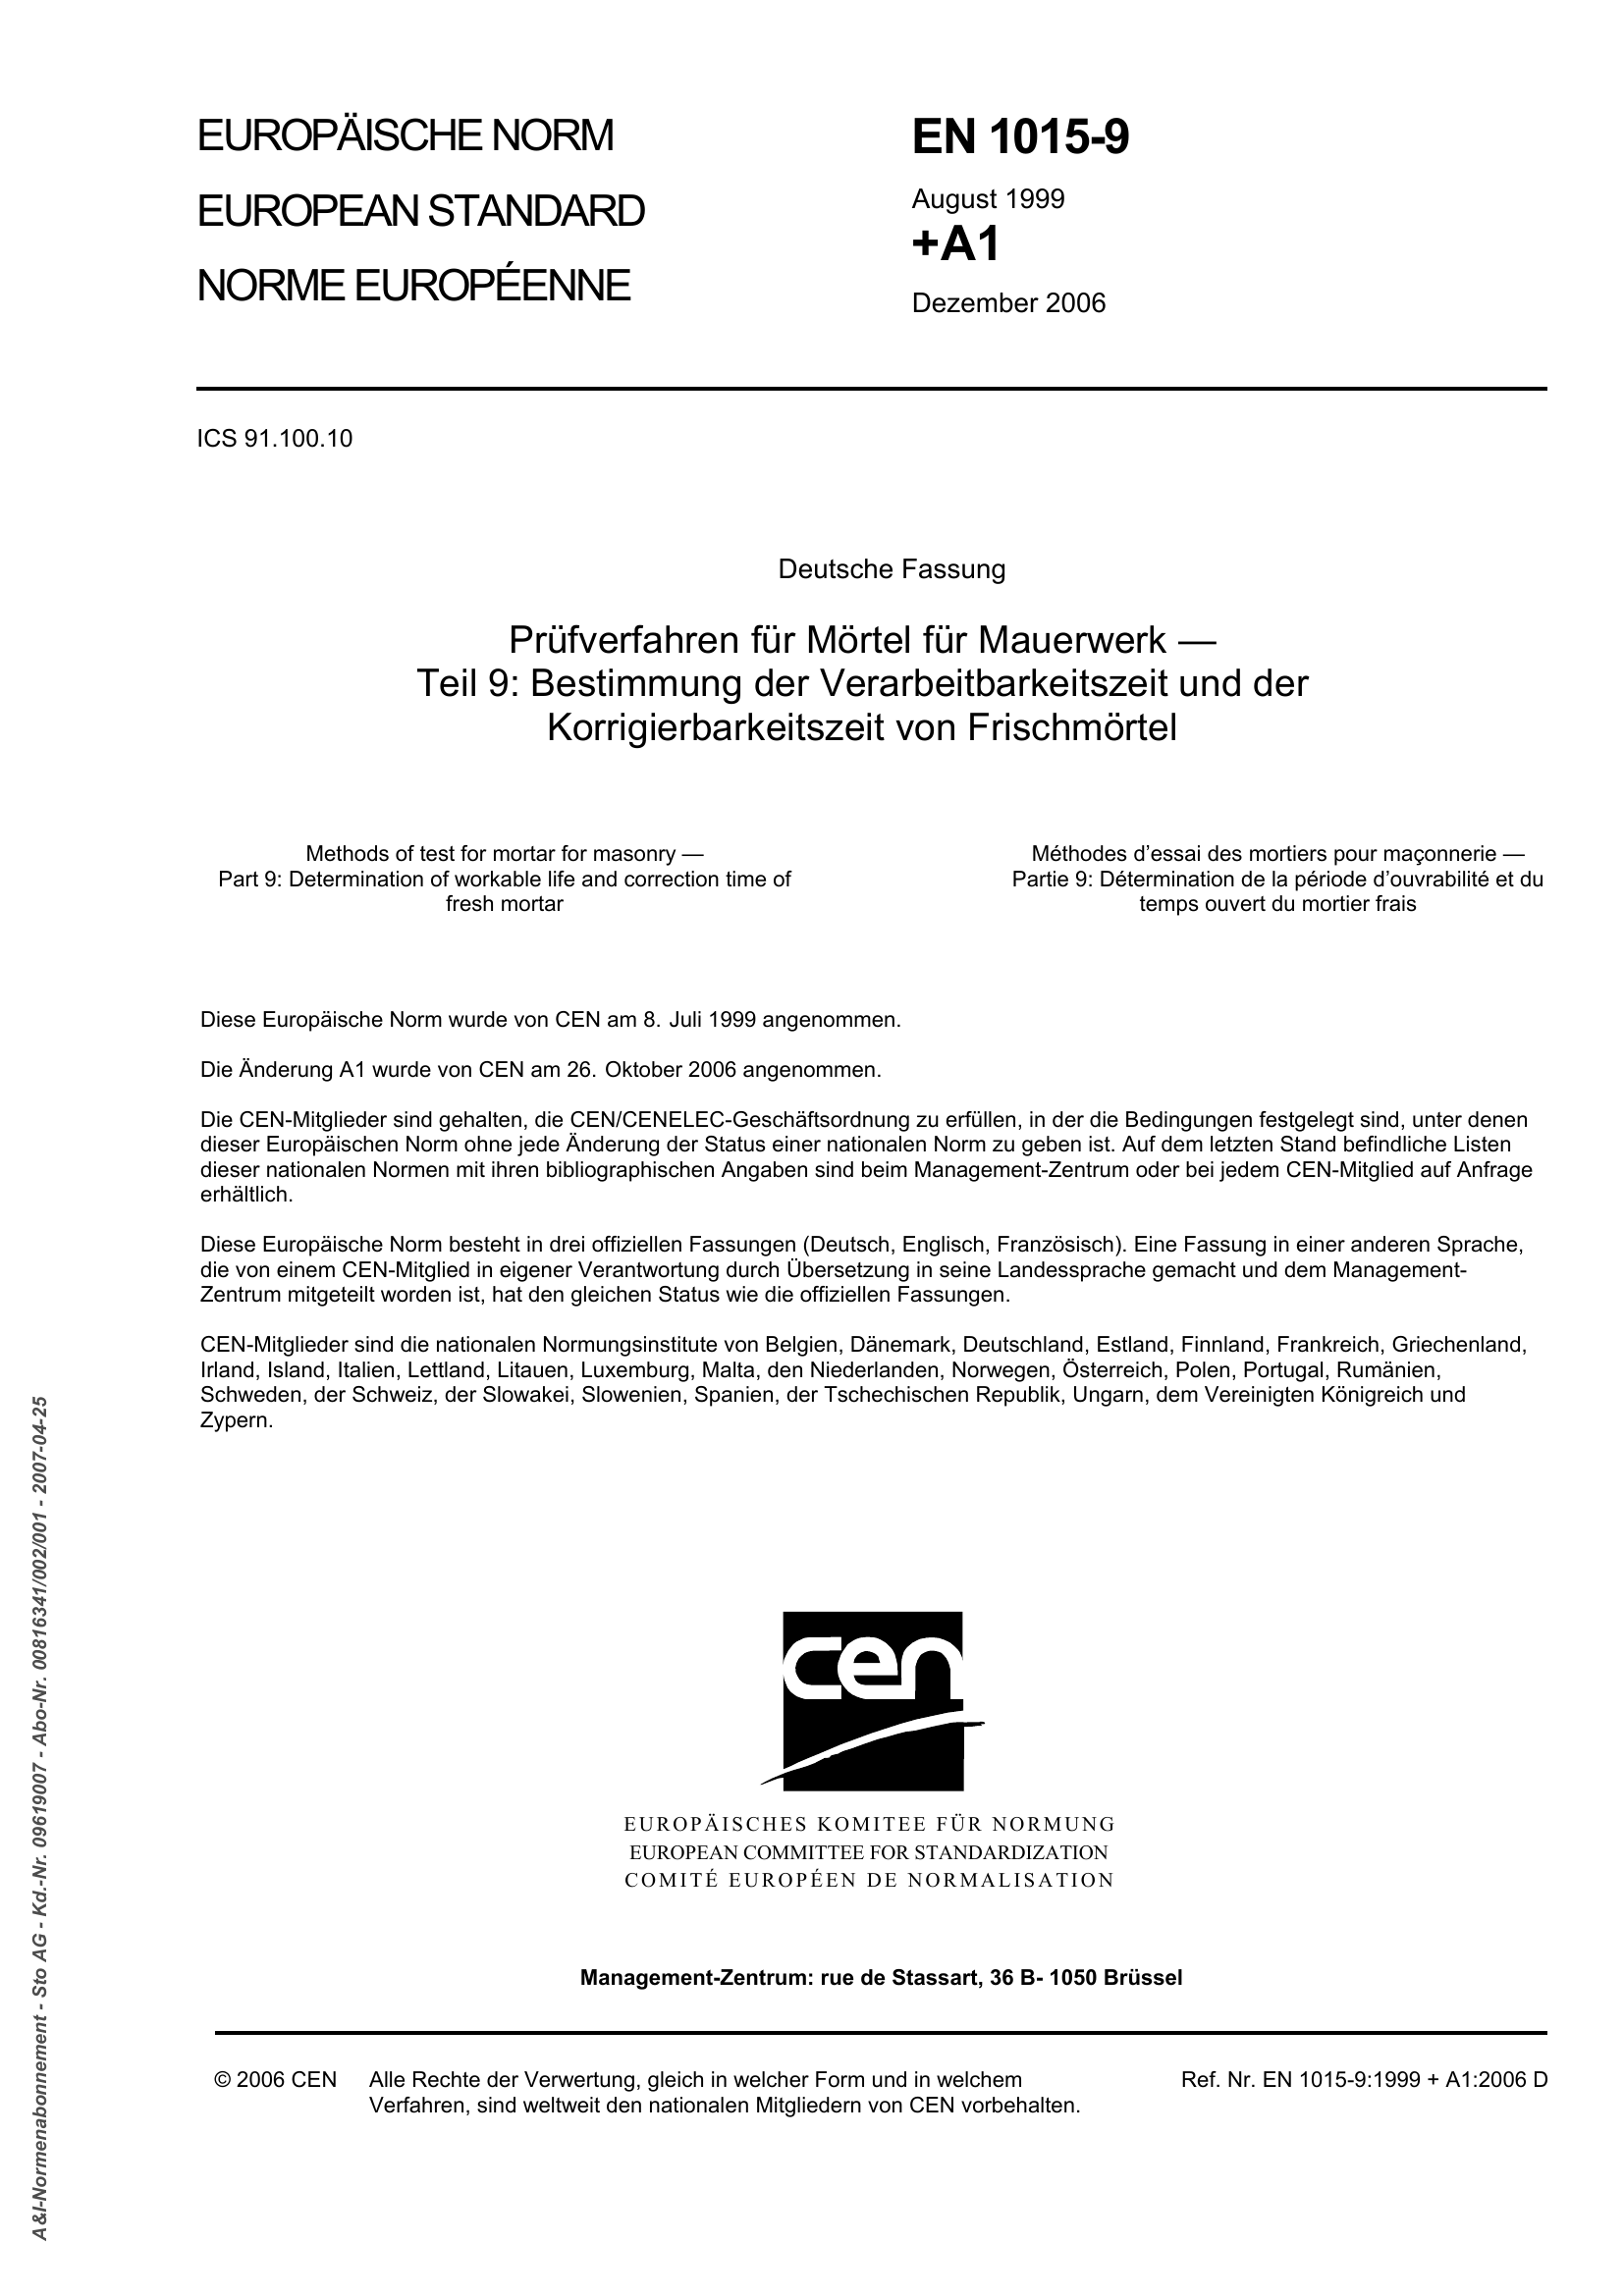 EUROPÄISCHE NORM
EUROPEAN STANDARD
NORME EUROPÉENNE
EN 1015-9
August 1999
+A1
Dezember 2006
ICS 91.100.10
Deutsche Fassung
Prüfverfahren für Mörtel für Mauerwerk —
Teil 9: Bestimmung der Verarbeitbarkeitszeit und der
Korrigierbarkeitszeit von Frischmörtel
Methods of test for mortar for masonry —
Part 9: Determination of workable life and correction time of
fresh mortar
Méthodes d’essai des mortiers pour maçonnerie —
Partie 9: Détermination de la période d’ouvrabilité et du
temps ouvert du mortier frais
Diese Europäische Norm wurde von CEN am 8. Juli 1999 angenommen.
Die Änderung A1 wurde von CEN am 26. Oktober 2006 angenommen.
Die CEN-Mitglieder sind gehalten, die CEN/CENELEC-Geschäftsordnung zu erfüllen, in der die Bedingungen festgelegt sind, unter denen
dieser Europäischen Norm ohne jede Änderung der Status einer nationalen Norm zu geben ist. Auf dem letzten Stand befindliche Listen
dieser nationalen Normen mit ihren bibliographischen Angaben sind beim Management-Zentrum oder bei jedem CEN-Mitglied auf Anfrage
erhältlich.
Diese Europäische Norm besteht in drei offiziellen Fassungen (Deutsch, Englisch, Französisch). Eine Fassung in einer anderen Sprache,
die von einem CEN-Mitglied in eigener Verantwortung durch Übersetzung in seine Landessprache gemacht und dem Management-
Zentrum mitgeteilt worden ist, hat den gleichen Status wie die offiziellen Fassungen.
CEN-Mitglieder sind die nationalen Normungsinstitute von Belgien, Dänemark, Deutschland, Estland, Finnland, Frankreich, Griechenland,
Irland, Island, Italien, Lettland, Litauen, Luxemburg, Malta, den Niederlanden, Norwegen, Österreich, Polen, Portugal, Rumänien,
Schweden, der Schweiz, der Slowakei, Slowenien, Spanien, der Tschechischen Republik, Ungarn, dem Vereinigten Königreich und
Zypern.
cen
EUROPÄISCHES KOMITEE FÜR NORMUNG
EUROPEAN COMMITTEE FOR STANDARDIZATION
COMITÉ EUROPÉEN DE NORMALISATION
Management-Zentrum: rue de Stassart, 36 B- 1050 Brüssel
© 2006 CEN
Alle Rechte der Verwertung, gleich in welcher Form und in welchem
Verfahren, sind weltweit den nationalen Mitgliedern von CEN vorbehalten.
Ref. Nr. EN 1015-9:1999 + A1:2006 D
A&I-Normenabonnement - Sto AG - Kd.-Nr. 09619007 - Abo-Nr. 00816341/002/001 - 2007-04-25